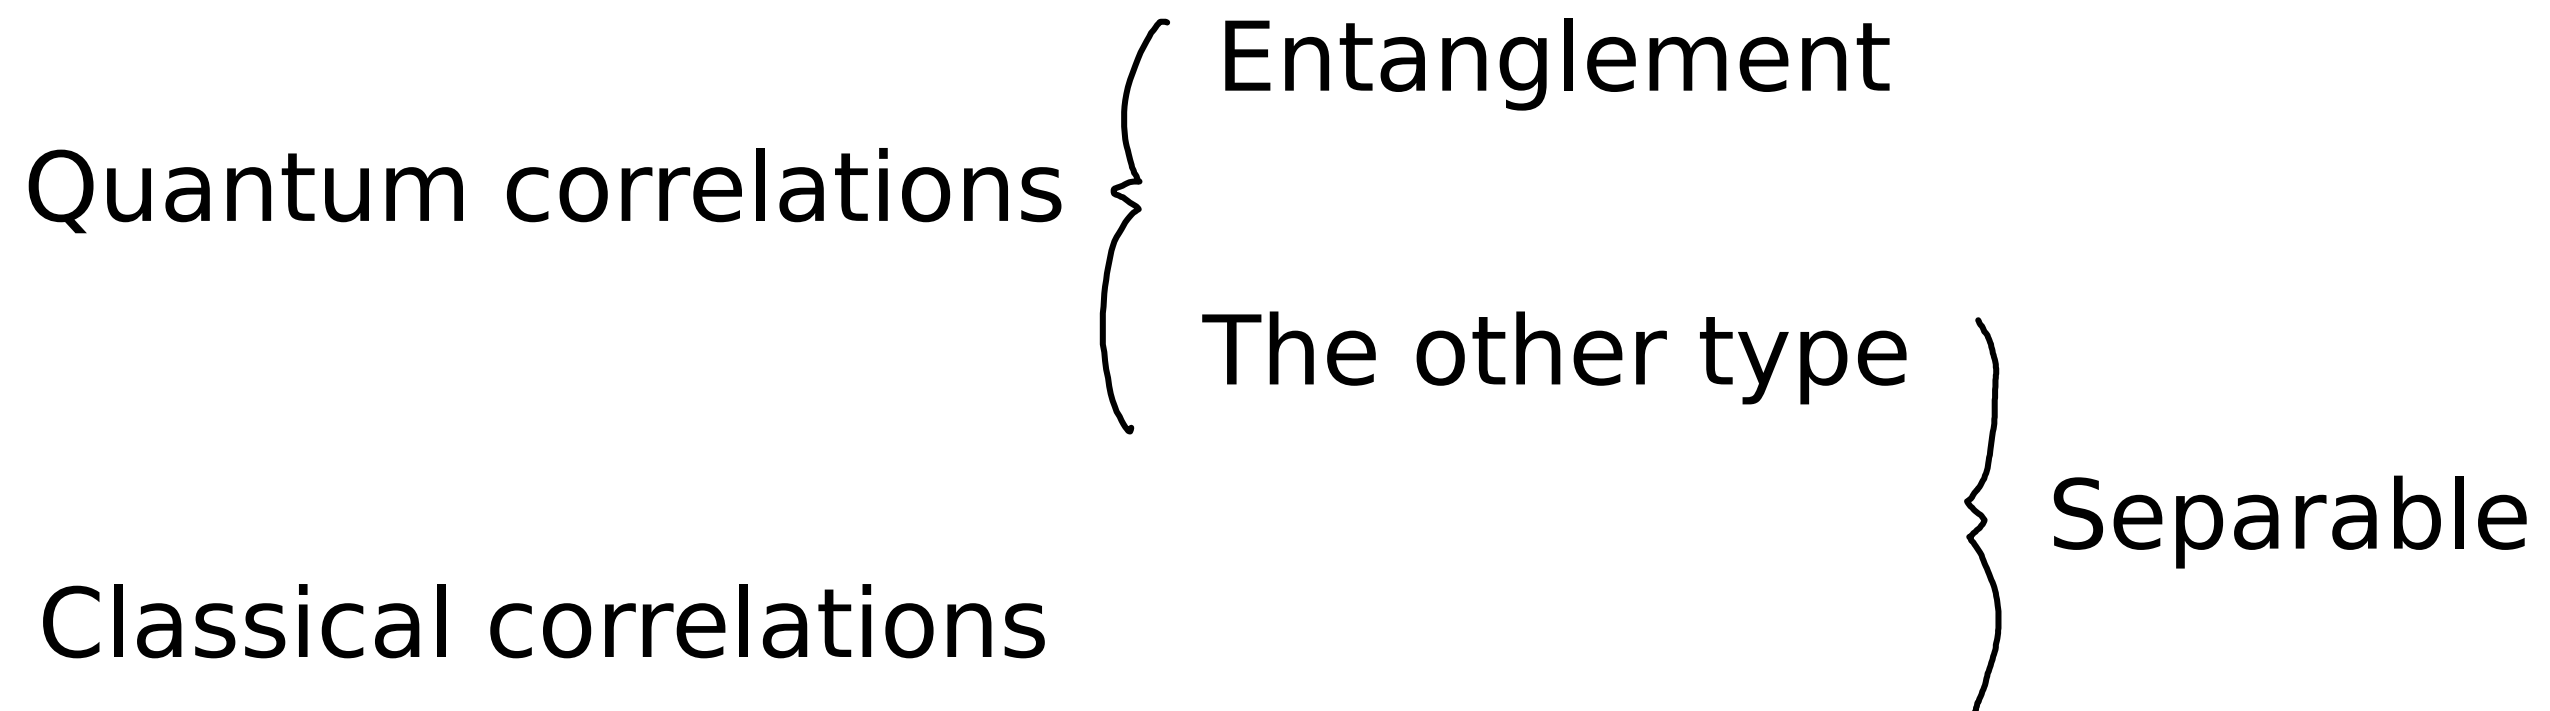 Entanglement
Quantum correlations
The other type
Separable
Classical correlations